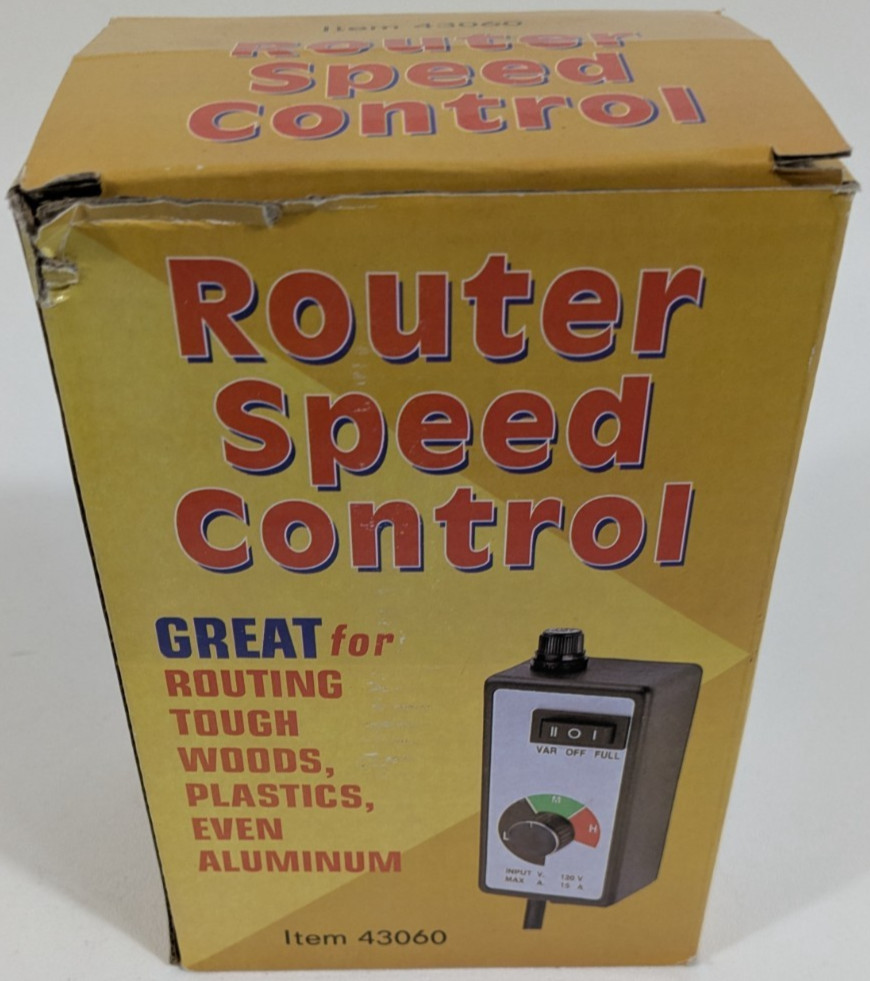 Item 43060
Router
Speed
Control
Router
Speed
Control
GREAT for
ROUTING
TOUGH
WOODS,
PLASTICS,
EVEN
ALUMINUM
II O I
VAR OFF FULL
M
L H
INPUT V. 120 V
MAX A. 15 A
Item 43060